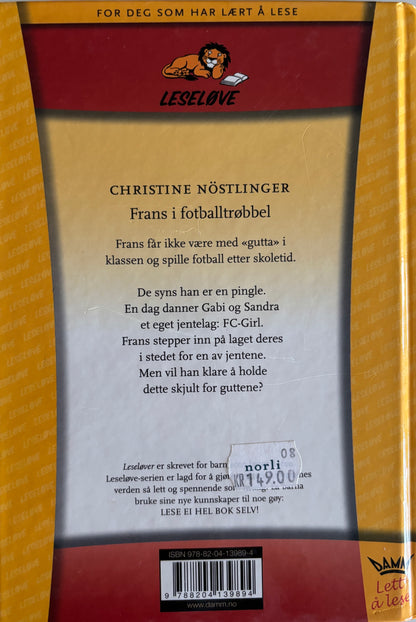 FOR DEG SOM HAR LÆRT Å LESE
LESELØVE
CHRISTINE NÖSTLINGER
Frans i fotballtrøbbel
Frans får ikke være med «gutta» i
klassen og spille fotball etter skoletid.
De syns han er en pingle.
En dag danner Gabi og Sandra
et eget jentelag: FC-Girl.
Frans stepper inn på laget deres
i stedet for en av jentene.
Men vil han klare å holde
dette skjult for guttene?
08
norli
KR149.00
Leseløver er skrevet for barn
Leseløve-serien er lagd for å gjø
verden så lett og spennende so
bruke sine nye kunnskaper til noe gøy:
LESE EI HEL BOK SELV!
ISBN 978-82-04-13989-4
9 788204 139894
www.damm.no
DAMM
Lett
å lese